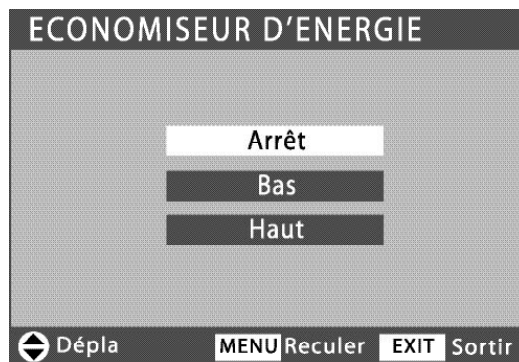 ECONOMISEUR D'ENERGIE
Arrêt
Bas
Haut
Dépla MENU Reculer EXIT Sortir